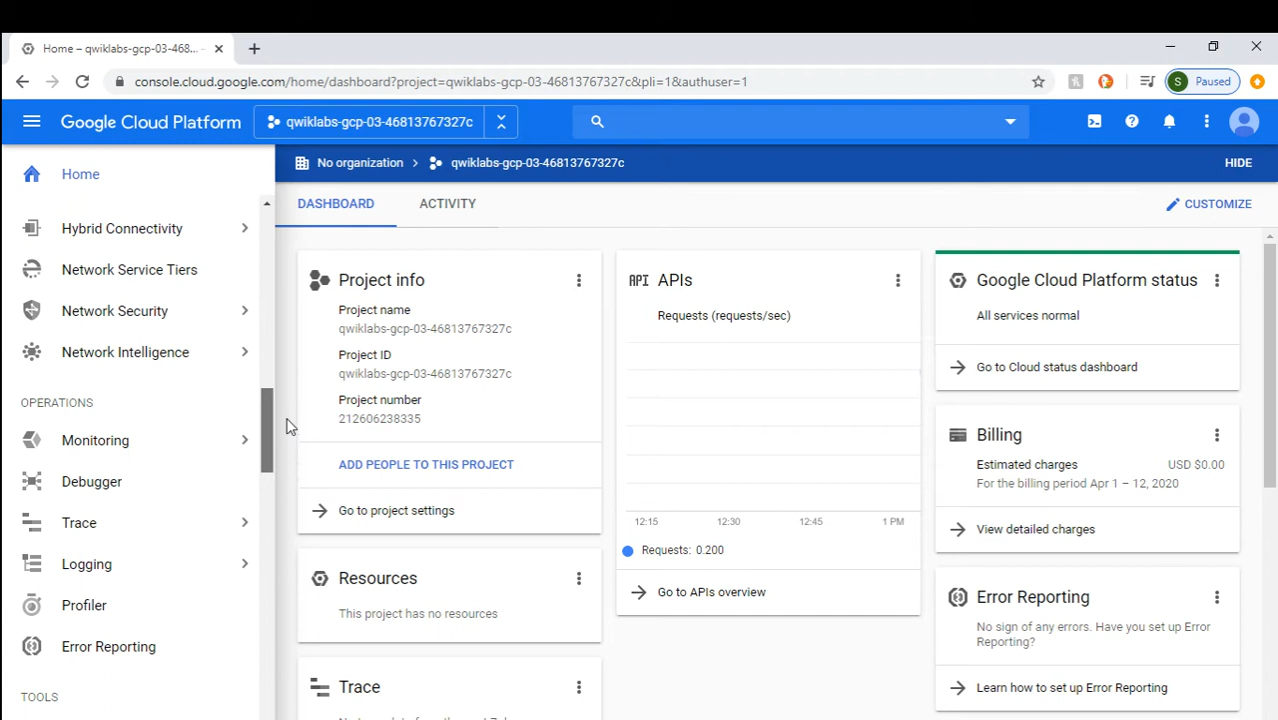 Home – qwiklabs-gcp-03-468...
console.cloud.google.com/home/dashboard?project=qwiklabs-gcp-03-46813767327c&pli=1&authuser=1
S
Paused
Google Cloud Platform
qwiklabs-gcp-03-46813767327c
No organization
qwiklabs-gcp-03-46813767327c
HIDE
Home
Hybrid Connectivity
Network Service Tiers
Network Security
Network Intelligence
OPERATIONS
Monitoring
Debugger
Trace
Logging
Profiler
Error Reporting
TOOLS
DASHBOARD
ACTIVITY
CUSTOMIZE
Project info
Project name
qwiklabs-gcp-03-46813767327c
Project ID
qwiklabs-gcp-03-46813767327c
Project number
212606238335
ADD PEOPLE TO THIS PROJECT
Go to project settings
Resources
This project has no resources
Trace
API
APIs
Requests (requests/sec)
12:15
12:30
12:45
1 PM
Requests: 0.200
Go to APIs overview
Google Cloud Platform status
All services normal
Go to Cloud status dashboard
Billing
Estimated charges
USD $0.00
For the billing period Apr 1 – 12, 2020
View detailed charges
Error Reporting
No sign of any errors. Have you set up Error
Reporting?
Learn how to set up Error Reporting